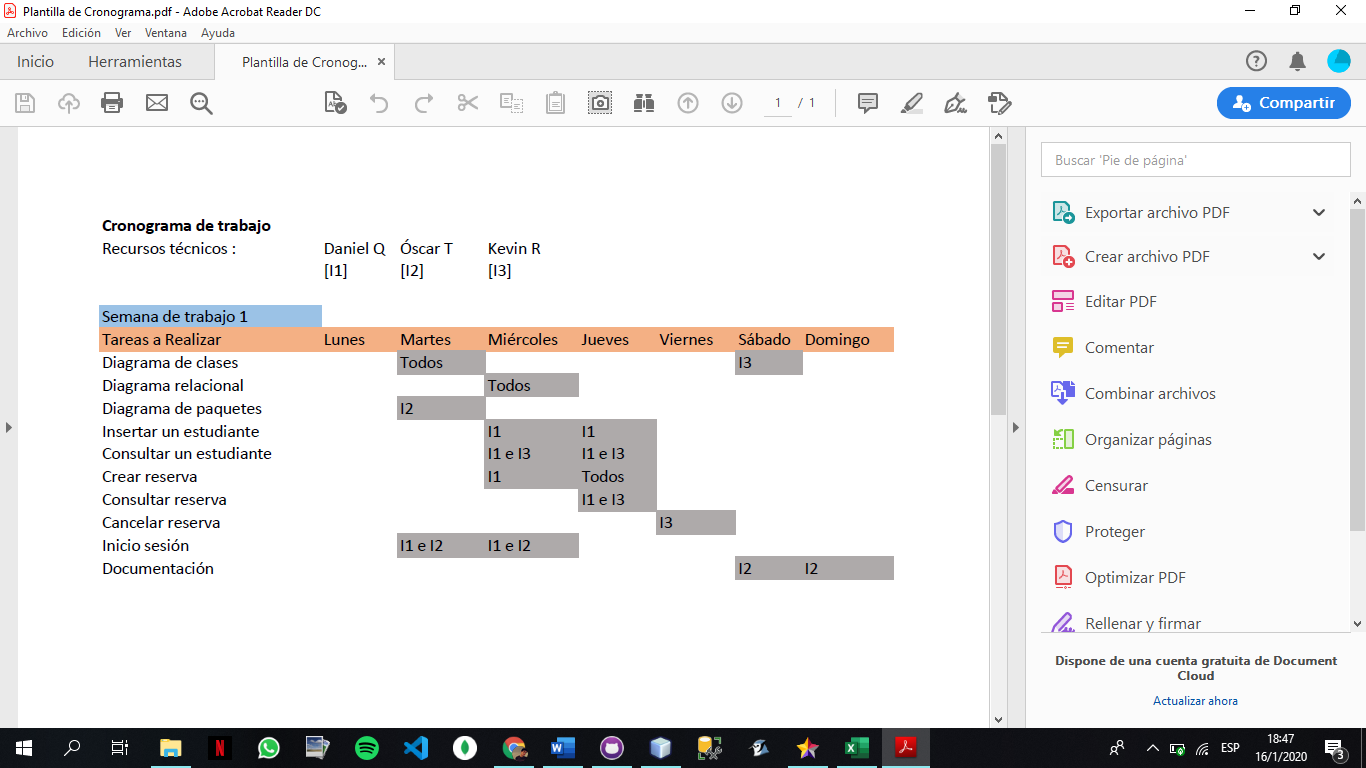 Plantilla de Cronograma.pdf - Adobe Acrobat Reader DC
Archivo Edición Ver Ventana Ayuda
Inicio Herramientas Plantilla de Cronog... ×
1 / 1 Compartir
Cronograma de trabajo
Recursos técnicos : Daniel Q Óscar T Kevin R
[I1] [I2] [I3]
Semana de trabajo 1
Tareas a Realizar Lunes Martes Miércoles Jueves Viernes Sábado Domingo
Diagrama de clases Todos I3
Diagrama relacional Todos
Diagrama de paquetes I2
Insertar un estudiante I1 I1
Consultar un estudiante I1 e I3 I1 e I3
Crear reserva I1 Todos
Consultar reserva I1 e I3
Cancelar reserva I3
Inicio sesión I1 e I2 I1 e I2
Documentación I2 I2
Buscar 'Pie de página'
Exportar archivo PDF
Crear archivo PDF
Editar PDF
Comentar
Combinar archivos
Organizar páginas
Censurar
Proteger
Optimizar PDF
Rellenar y firmar
Dispone de una cuenta gratuita de Document
Cloud
Actualizar ahora
ESP
18:47
16/1/2020
3